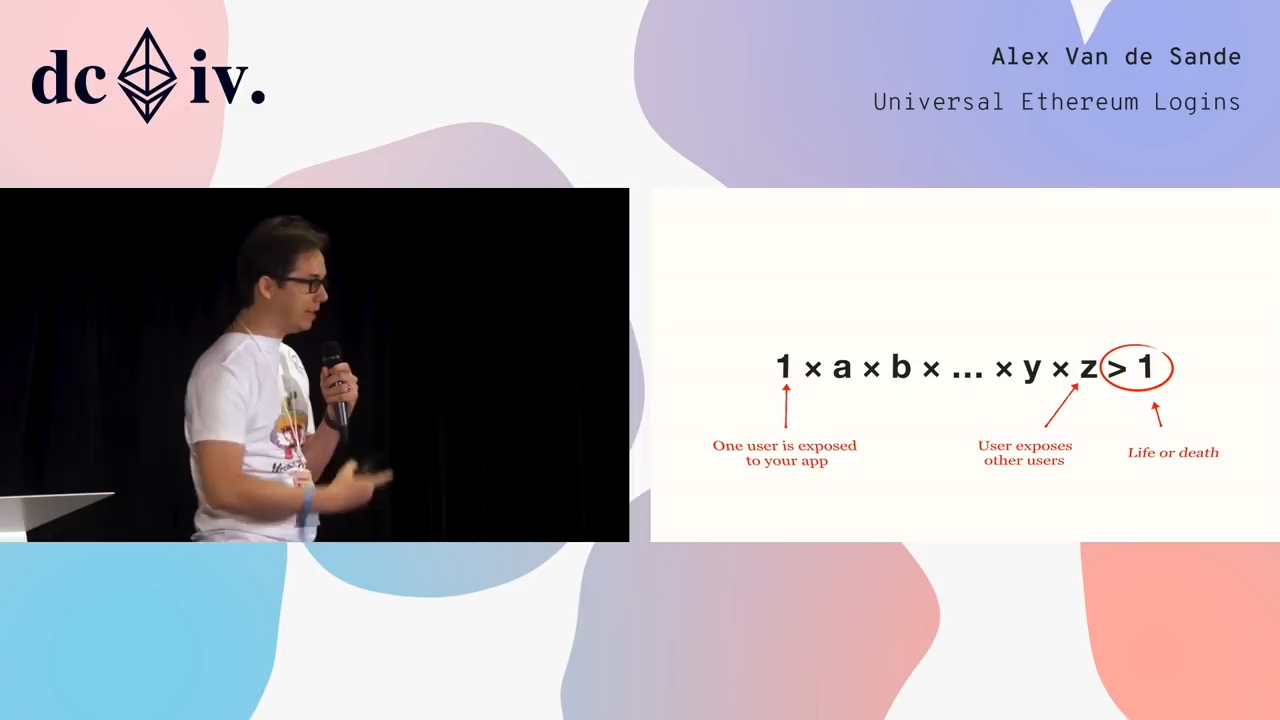 dc iv.
Alex Van de Sande
Universal Ethereum Logins
1 × a × b × ... × y × z > 1
One user is exposed
to your app
User exposes
other users
Life or death